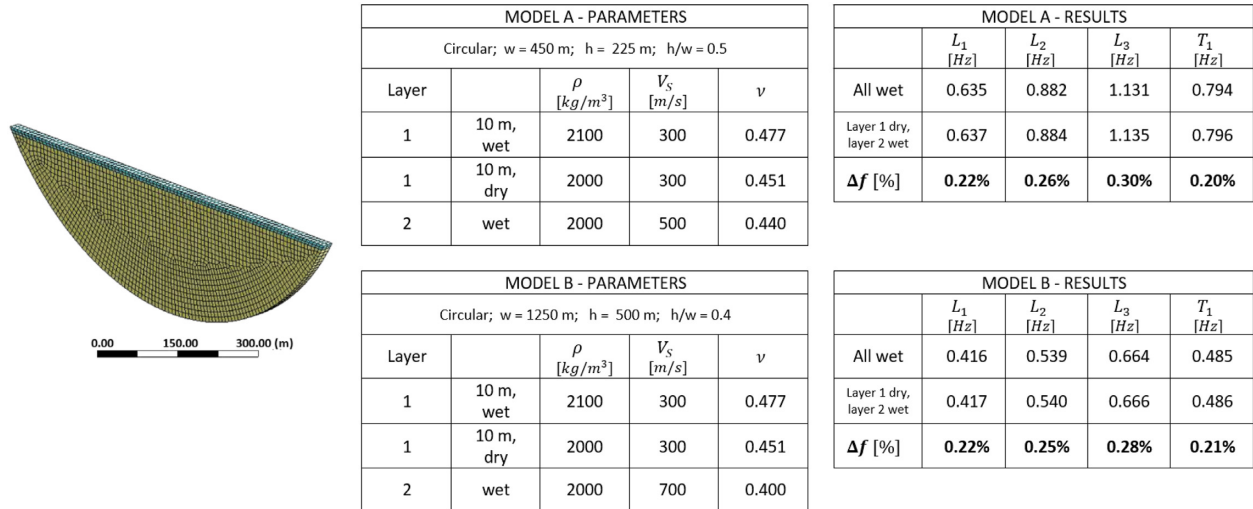 MODEL A - PARAMETERS
Circular; w = 450 m; h = 225 m; h/w = 0.5
Layer ρ [kg/m³] V_S [m/s] ν
1 10 m, wet 2100 300 0.477
1 10 m, dry 2000 300 0.451
2 wet 2000 500 0.440
MODEL A - RESULTS
L₁ [Hz] L₂ [Hz] L₃ [Hz] T₁ [Hz]
All wet 0.635 0.882 1.131 0.794
Layer 1 dry, layer 2 wet 0.637 0.884 1.135 0.796
Δf [%] 0.22% 0.26% 0.30% 0.20%
0.00 150.00 300.00 (m)
MODEL B - PARAMETERS
Circular; w = 1250 m; h = 500 m; h/w = 0.4
Layer ρ [kg/m³] V_S [m/s] ν
1 10 m, wet 2100 300 0.477
1 10 m, dry 2000 300 0.451
2 wet 2000 700 0.400
MODEL B - RESULTS
L₁ [Hz] L₂ [Hz] L₃ [Hz] T₁ [Hz]
All wet 0.416 0.539 0.664 0.485
Layer 1 dry, layer 2 wet 0.417 0.540 0.666 0.486
Δf [%] 0.22% 0.25% 0.28% 0.21%